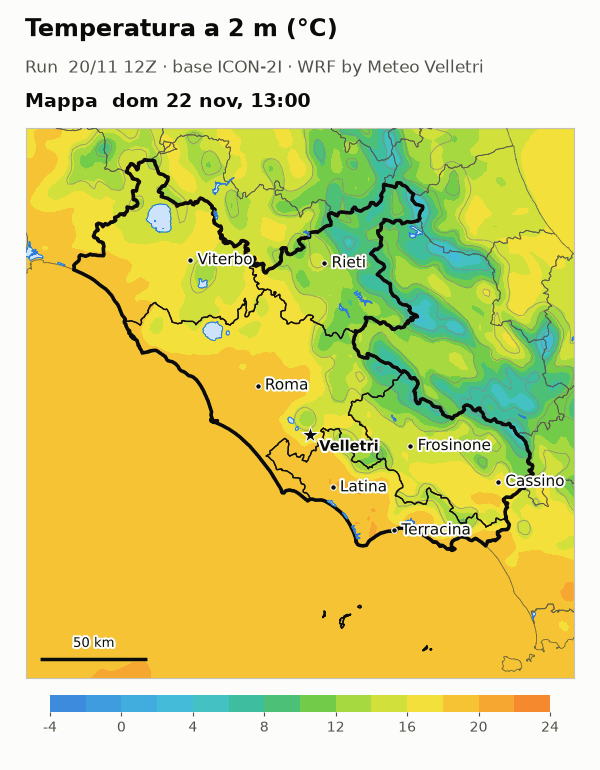 Temperatura a 2 m (°C)
Run  20/11 12Z · base ICON-2I · WRF by Meteo Velletri
Mappa  dom 22 nov, 13:00
Viterbo
Rieti
Roma
Velletri
Frosinone
Cassino
Latina
Terracina
50 km
-4 0 4 8 12 16 20 24